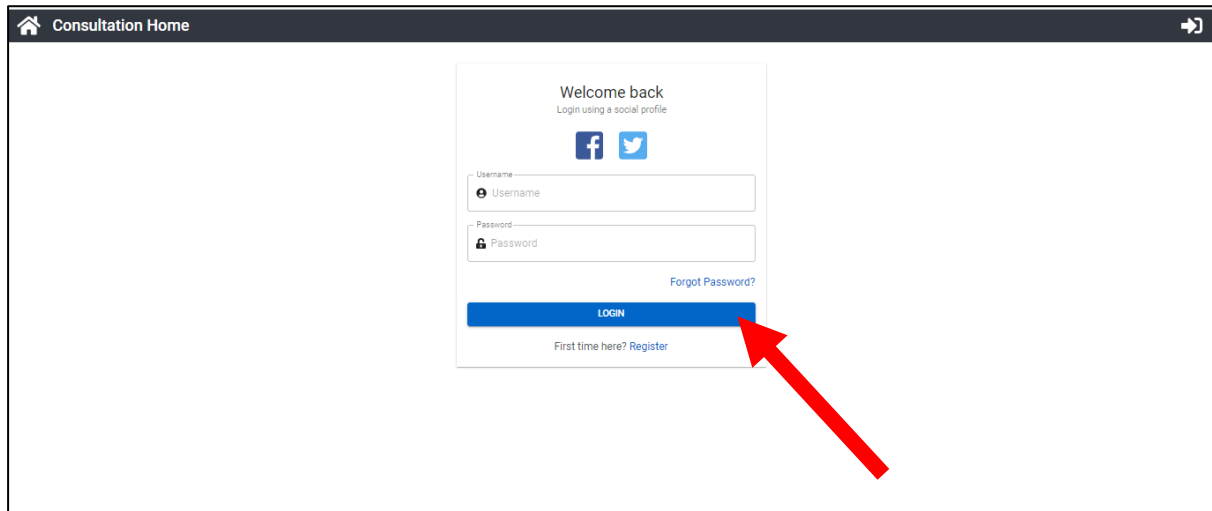 Consultation Home
Welcome back
Login using a social profile
Username
Username
Password
Password
Forgot Password?
LOGIN
First time here? Register